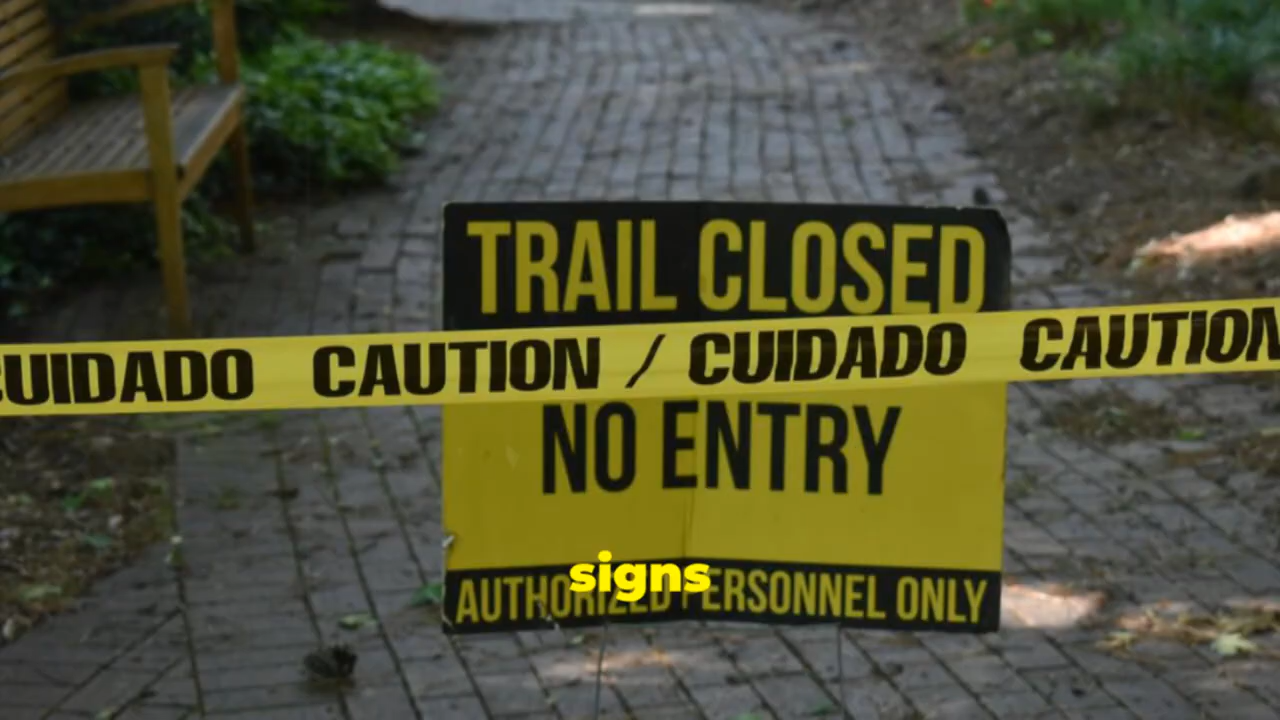 TRAIL CLOSED
CUIDADO CAUTION / CUIDADO CAUTION
NO ENTRY
signs
AUTHORIZED PERSONNEL ONLY